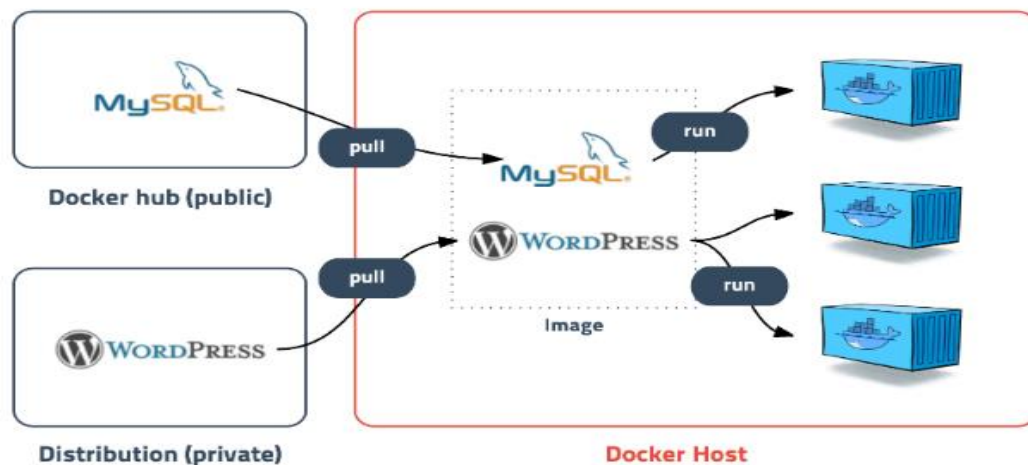 MySQL®
Docker hub (public)
pull
MySQL®
run
WORDPRESS
pull
WORDPRESS
run
Image
Distribution (private)
Docker Host